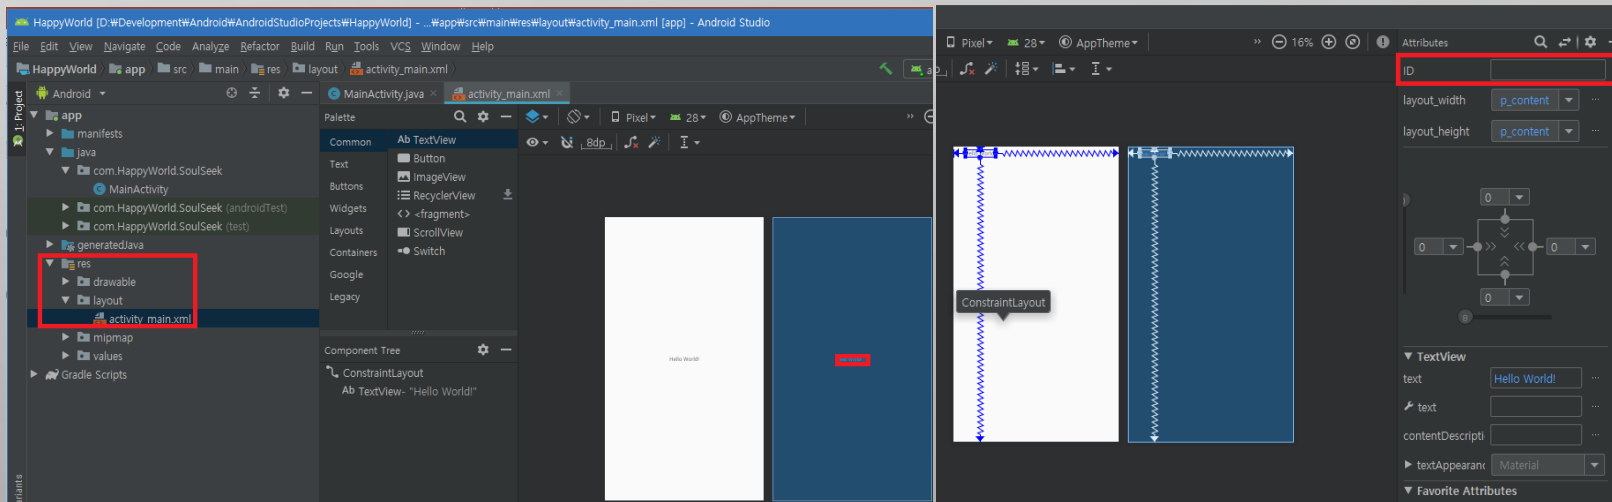 HappyWorld [D:₩Development₩Android₩AndroidStudioProjects₩HappyWorld] - ...₩app₩src₩main₩res₩layout₩activity_main.xml [app] - Android Studio
File Edit View Navigate Code Analyze Refactor Build Run Tools VCS Window Help
HappyWorld app src main res layout activity_main.xml
Android
1: Project
app
manifests
java
com.HappyWorld.SoulSeek
MainActivity
com.HappyWorld.SoulSeek (androidTest)
com.HappyWorld.SoulSeek (test)
generatedJava
res
drawable
layout
activity_main.xml
mipmap
values
Gradle Scripts
MainActivity.java
activity_main.xml
Palette
Common
Text
Buttons
Widgets
Layouts
Containers
Google
Legacy
Ab TextView
Button
ImageView
RecyclerView
<fragment>
ScrollView
Switch
Component Tree
ConstraintLayout
Ab TextView- "Hello World!"
Pixel 28 AppTheme
8dp
Hello World!
Pixel 28 AppTheme 16%
ConstraintLayout
Attributes
ID
layout_width p_content
layout_height p_content
0
0 0
0
TextView
text Hello World!
text
contentDescripti
textAppearanc Material
Favorite Attributes